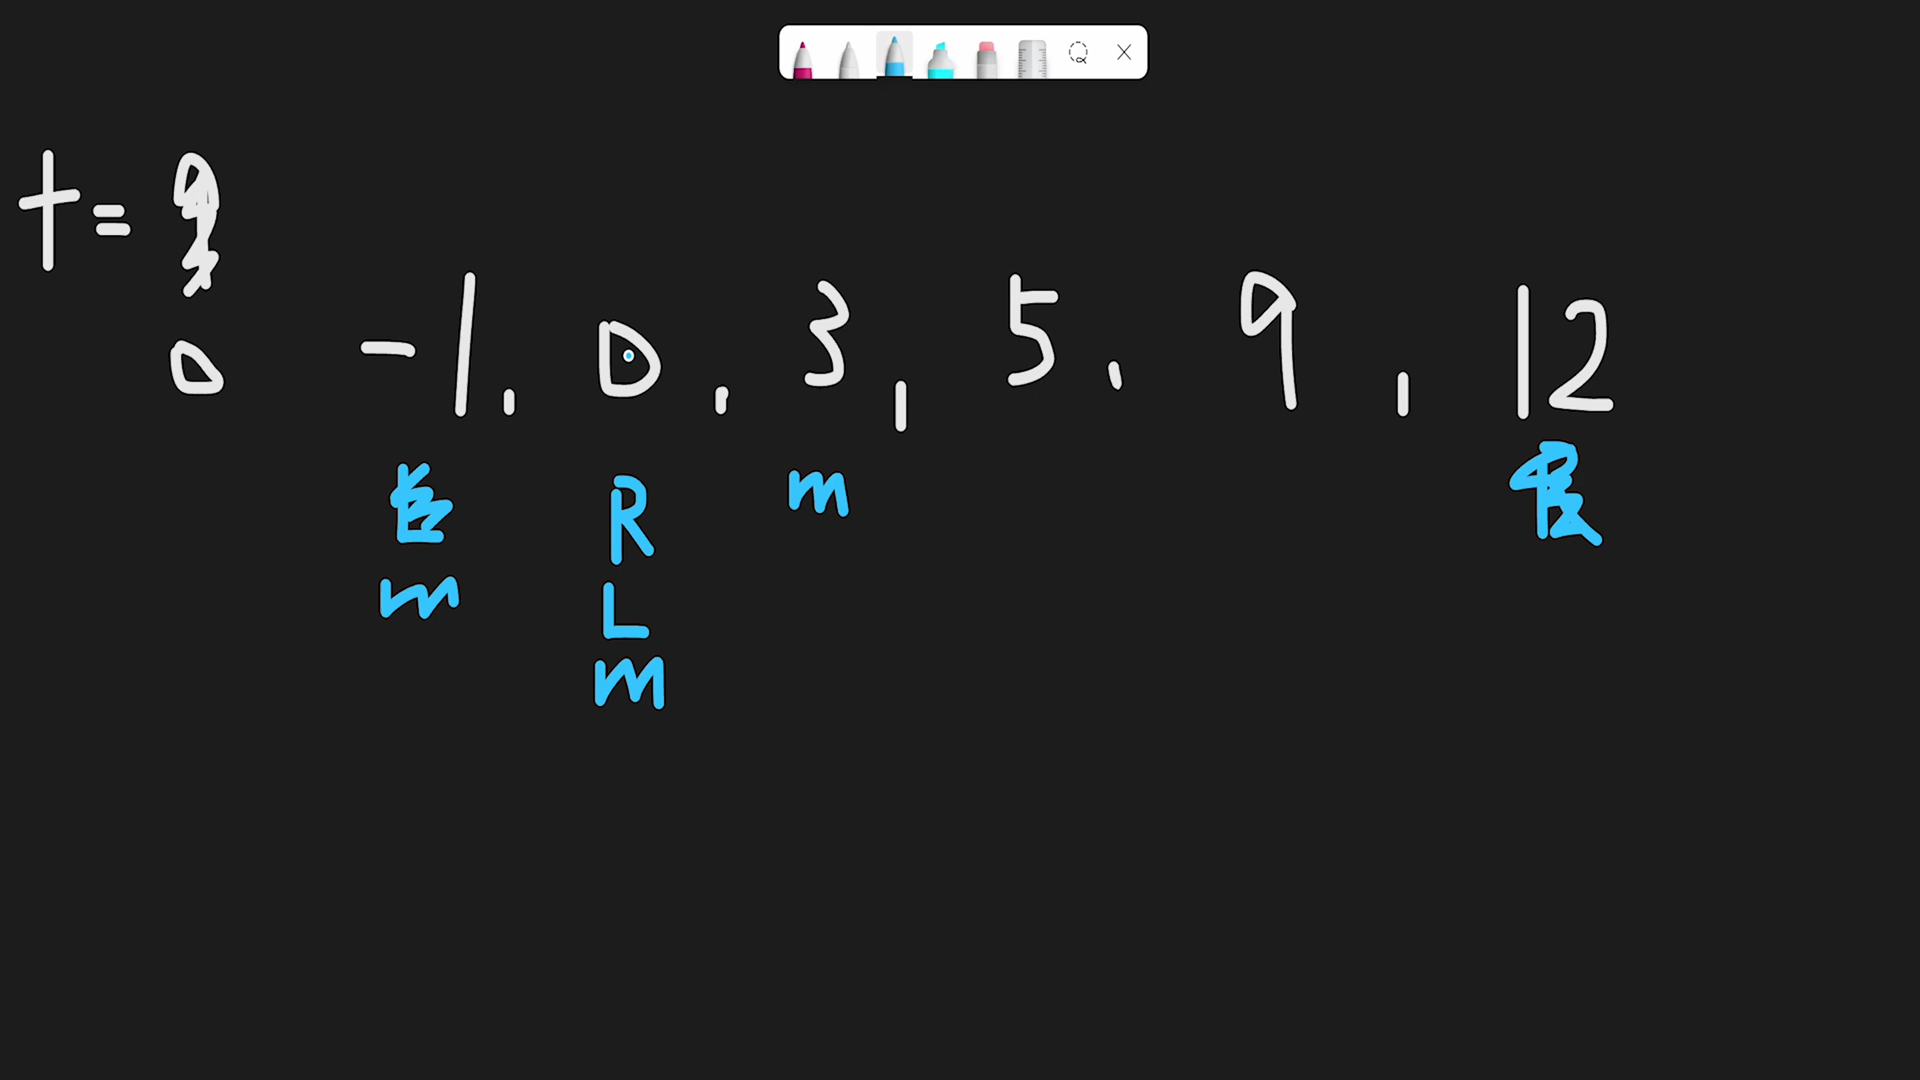 t =
0
-1, 0, 3, 5, 9, 12
R m
m L
m